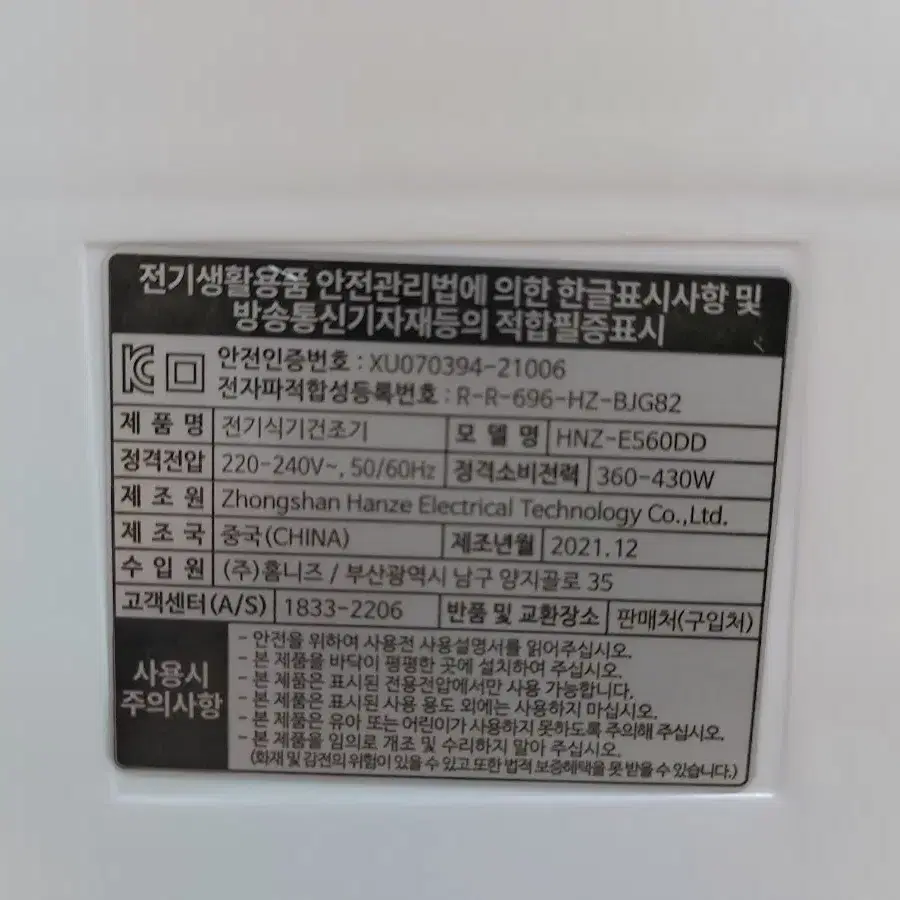 전기생활용품 안전관리법에 의한 한글표시사항 및
방송통신기자재등의 적합필증표시
안전인증번호 : XU070394-21006
전자파적합성등록번호 : R-R-696-HZ-BJG82
제품명 전기식기건조기 모델명 HNZ-E560DD
정격전압 220-240V~, 50/60Hz 정격소비전력 360-430W
제조원 Zhongshan Hanze Electrical Technology Co.,Ltd.
제조국 중국(CHINA) 제조년월 2021.12
수입원 (주)홈니즈 / 부산광역시 남구 양지골로 35
고객센터(A/S) 1833-2206 반품 및 교환장소 판매처(구입처)
사용시
주의사항
- 안전을 위하여 사용전 사용설명서를 읽어주십시오.
- 본 제품을 바닥이 평평한 곳에 설치하여 주십시오.
- 본 제품은 표시된 전용전압에서만 사용 가능합니다.
- 본 제품은 표시된 사용 용도 외에는 사용하지 마십시오.
- 본 제품은 유아 또는 어린이가 사용하지 못하도록 주의해 주십시오.
- 본 제품을 임의로 개조 및 수리하지 말아 주십시오.
(화재 및 감전의 위험이 있을 수 있고 또한 법적 보증혜택을 못 받을 수 있습니다.)